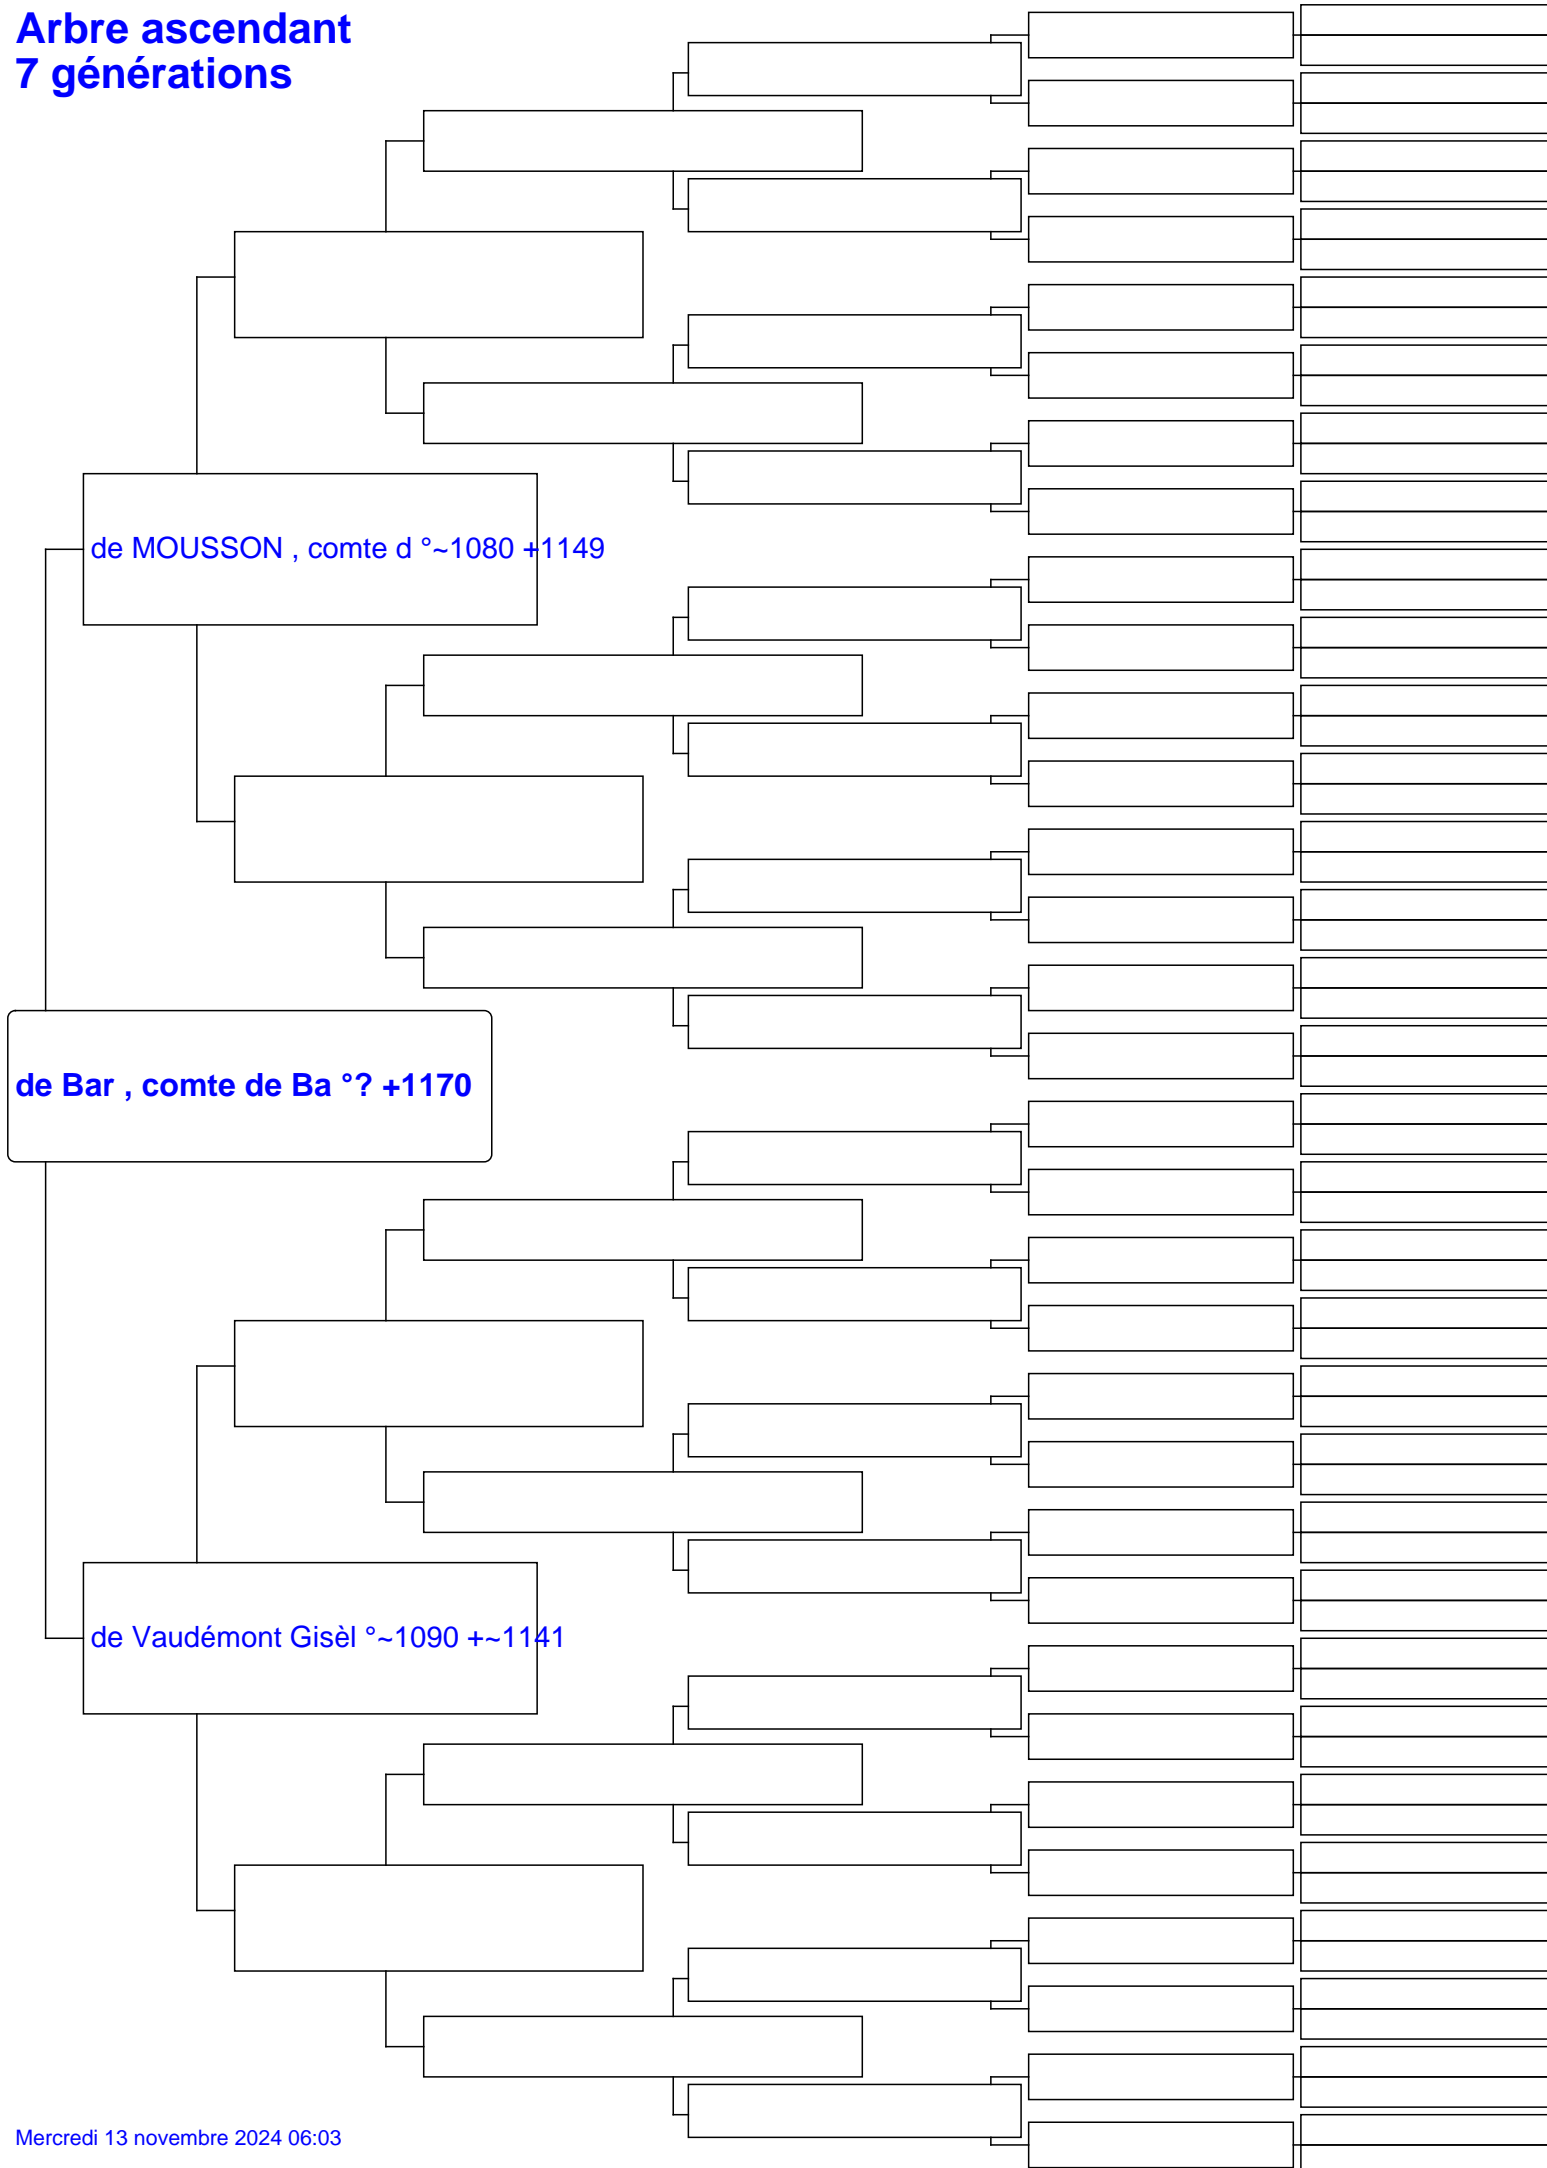 Arbre ascendant
7 générations
de MOUSSON , comte d °~1080 +1149
de Bar , comte de Ba °? +1170
de Vaudémont Gisèl °~1090 +~1141
Mercredi 13 novembre 2024 06:03